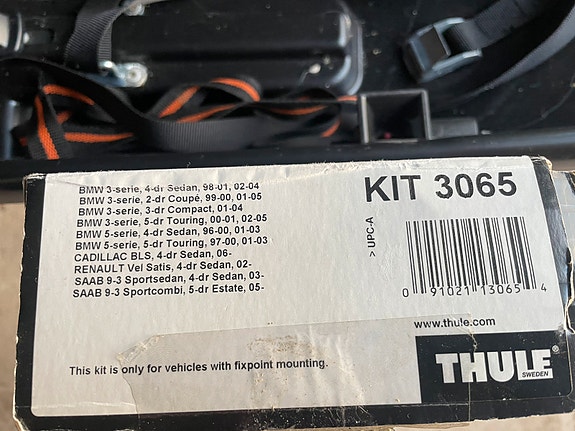 KIT 3065
BMW 3-serie, 4-dr Sedan, 98-01, 02-04
BMW 3-serie, 2-dr Coupé, 99-00, 01-05
BMW 3-serie, 3-dr Compact, 01-04
BMW 3-serie, 5-dr Touring, 00-01, 02-05
BMW 5-serie, 4-dr Sedan, 96-00, 01-03
BMW 5-serie, 5-dr Touring, 97-00, 01-03
CADILLAC BLS, 4-dr Sedan, 06-
RENAULT Vel Satis, 4-dr Sedan, 02-
SAAB 9-3 Sportsedan, 4-dr Sedan, 03-
SAAB 9-3 Sportcombi, 5-dr Estate, 05-
> UPC-A
0 91021 13065 4
www.thule.com
This kit is only for vehicles with fixpoint mounting.
THULE®
SWEDEN